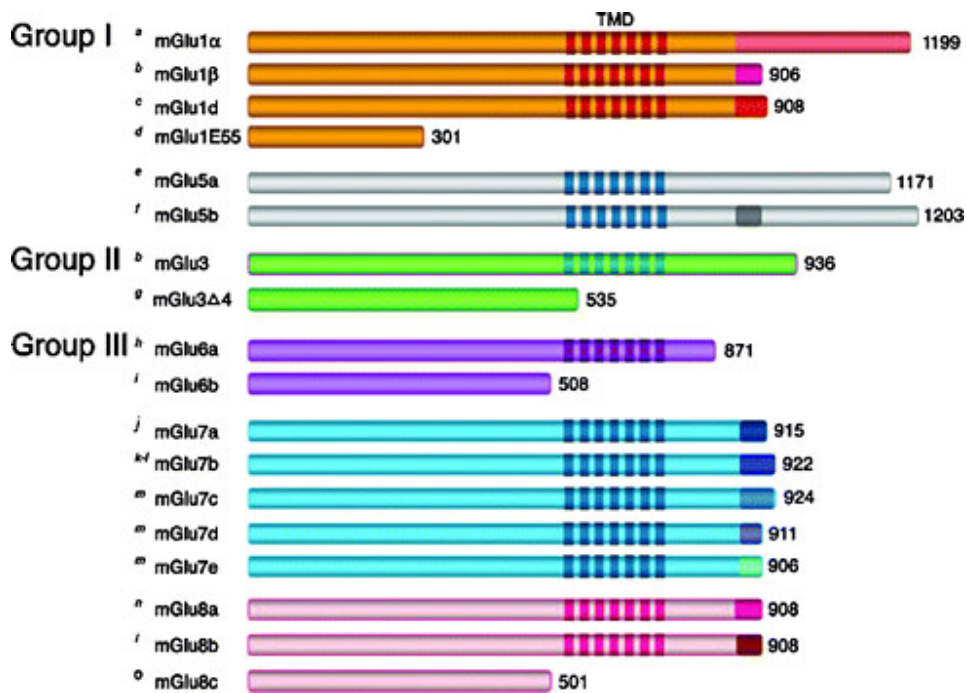 TMD
Group I a mGlu1α 1199
b mGlu1β 906
c mGlu1d 908
d mGlu1E55 301
e mGlu5a 1171
f mGlu5b 1203
Group II b mGlu3 936
g mGlu3Δ4 535
Group III h mGlu6a 871
i mGlu6b 508
j mGlu7a 915
k-l mGlu7b 922
m mGlu7c 924
m mGlu7d 911
m mGlu7e 906
n mGlu8a 908
l mGlu8b 908
o mGlu8c 501